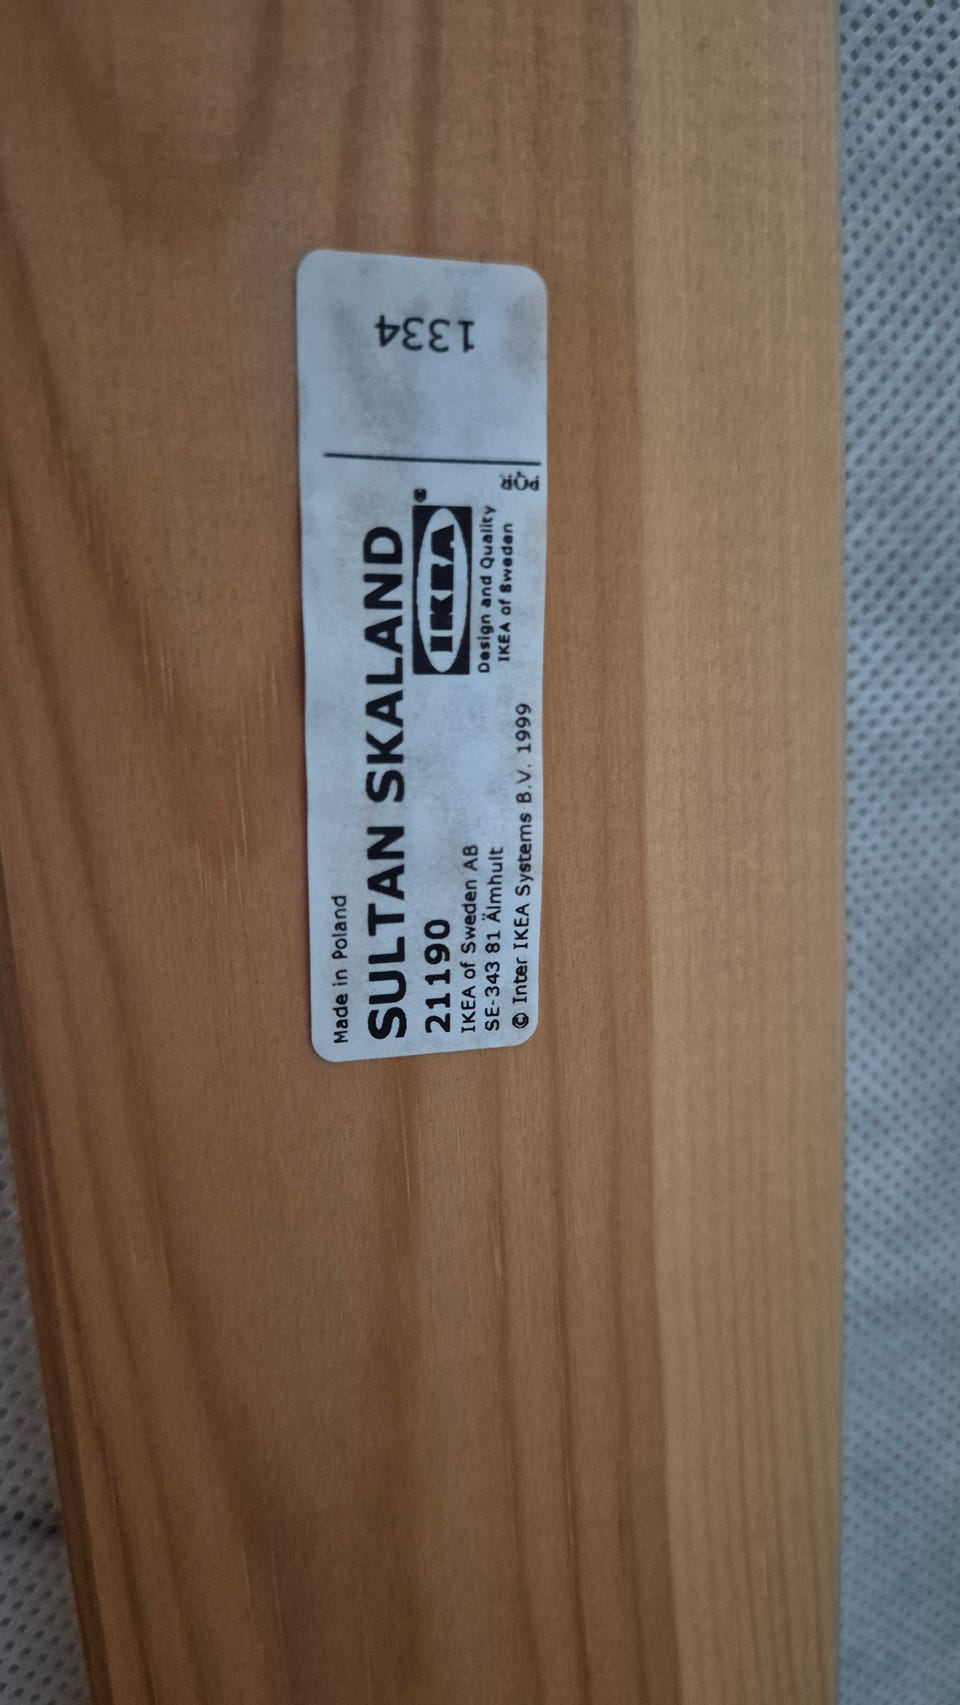 Made in Poland
SULTAN SKALAND
21190
IKEA®
IKEA of Sweden AB
SE-343 81 Älmhult
Design and Quality
IKEA of Sweden
© Inter IKEA Systems B.V. 1999
PQR
1334